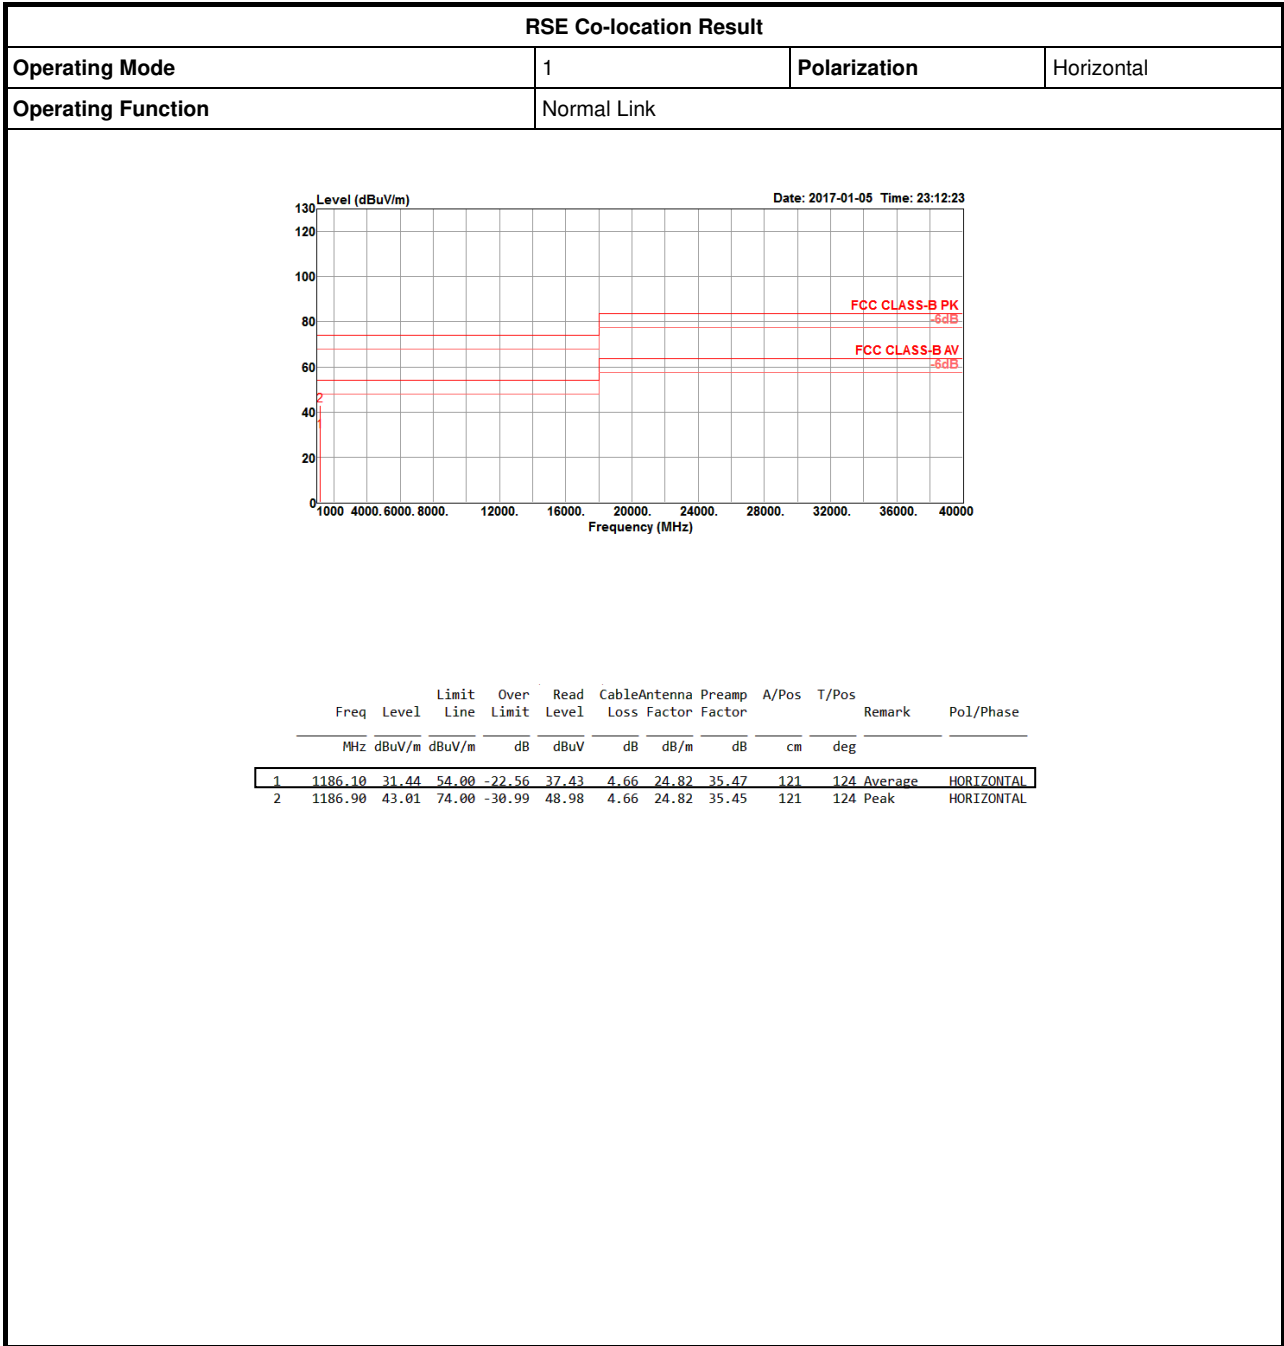 RSE Co-location Result
Operating Mode 1 Polarization Horizontal
Operating Function Normal Link
Level (dBuV/m) Date: 2017-01-05 Time: 23:12:23
130
120
100
FCC CLASS-B PK
80 -6dB
FCC CLASS-B AV
60 -6dB
2
40
1
20
0
1000 4000. 6000. 8000. 12000. 16000. 20000. 24000. 28000. 32000. 36000. 40000
Frequency (MHz)
Limit Over Read CableAntenna Preamp A/Pos T/Pos
Freq Level Line Limit Level Loss Factor Factor Remark Pol/Phase
MHz dBuV/m dBuV/m dB dBuV dB dB/m dB cm deg
1 1186.10 31.44 54.00 -22.56 37.43 4.66 24.82 35.47 121 124 Average HORIZONTAL
2 1186.90 43.01 74.00 -30.99 48.98 4.66 24.82 35.45 121 124 Peak HORIZONTAL